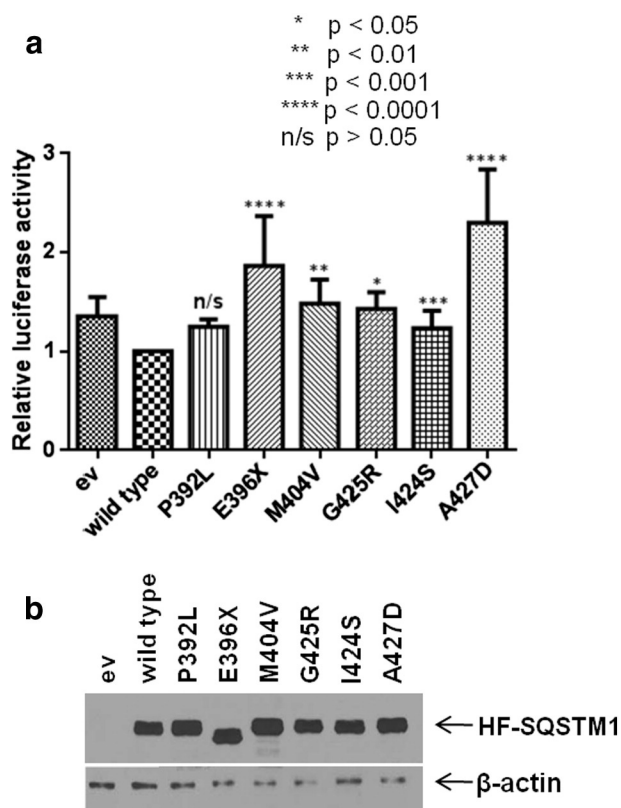 a
* p < 0.05
** p < 0.01
*** p < 0.001
**** p < 0.0001
n/s p > 0.05
Relative luciferase activity
3
2
1
0
n/s
****
**
*
***
****
ev
wild type
P392L
E396X
M404V
G425R
I424S
A427D
b
ev
wild type
P392L
E396X
M404V
G425R
I424S
A427D
HF-SQSTM1
β-actin